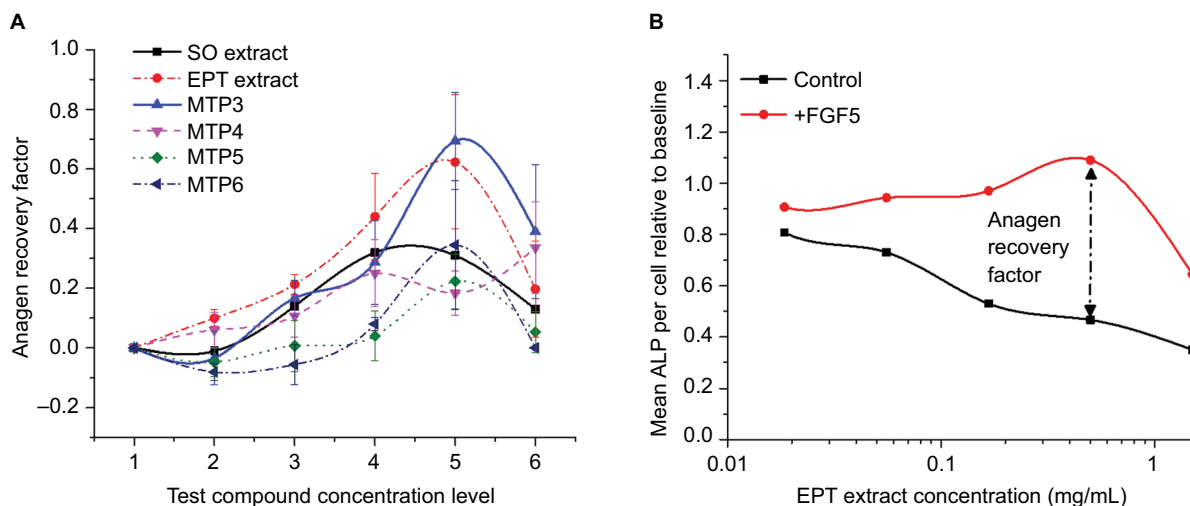 A
1.0
0.8
0.6
0.4
0.2
0.0
–0.2
Anagen recovery factor
SO extract
EPT extract
MTP3
MTP4
MTP5
MTP6
1 2 3 4 5 6
Test compound concentration level
B
1.4
1.2
1.0
0.8
0.6
0.4
0.2
0.0
Mean ALP per cell relative to baseline
Control
+FGF5
Anagen
recovery
factor
0.01 0.1 1
EPT extract concentration (mg/mL)